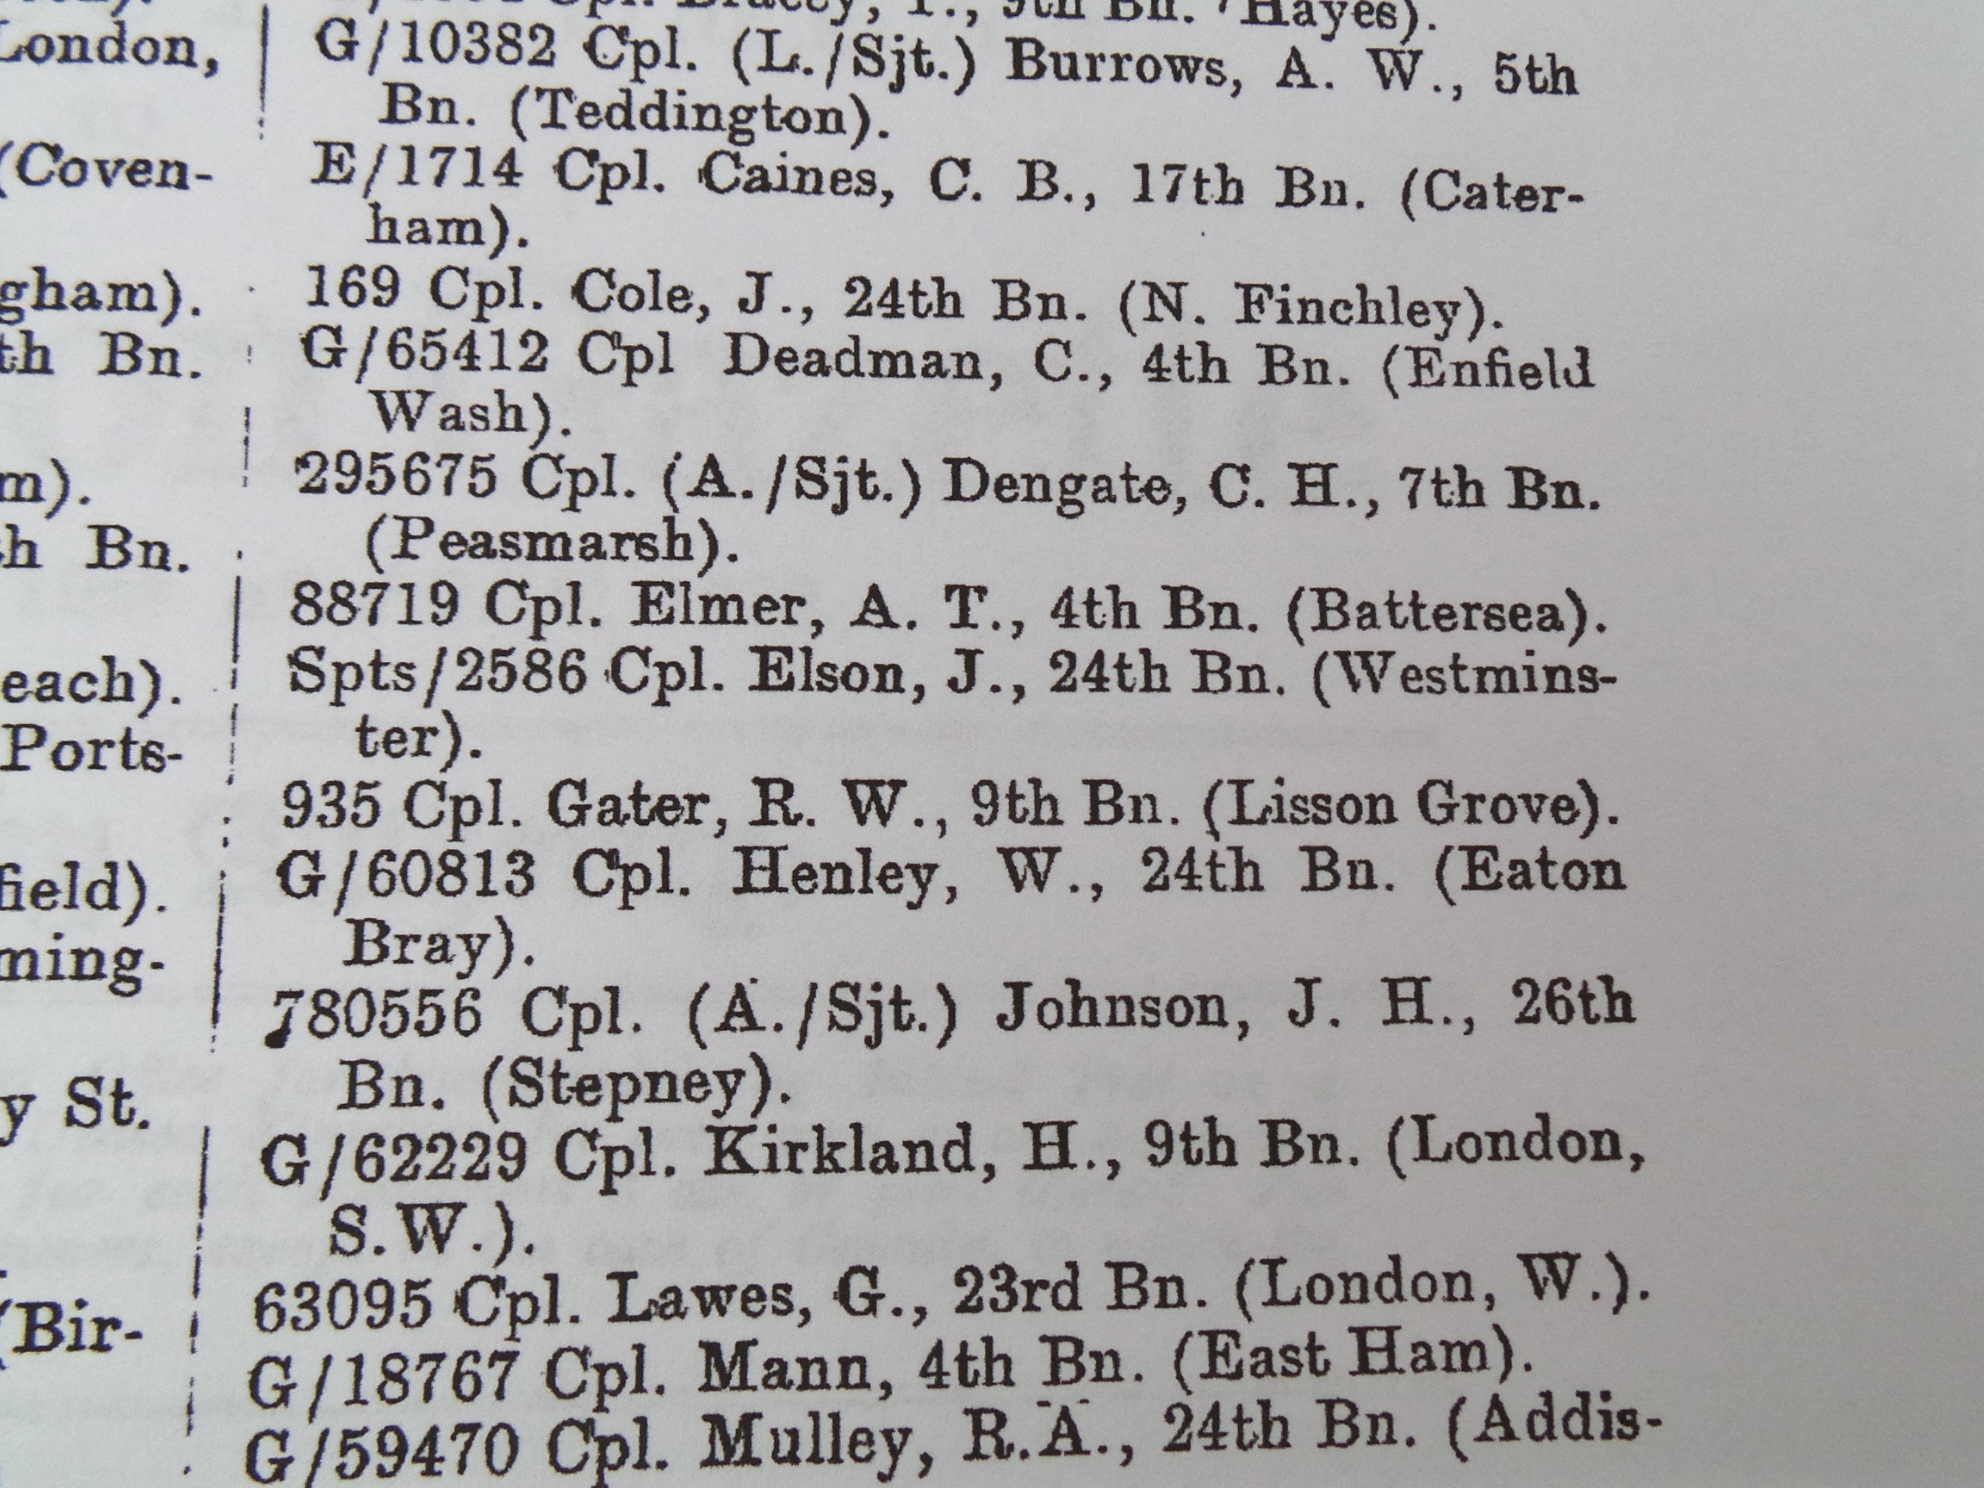 London,
(Coven-
gham).
th Bn.
m).
h Bn.
each).
Ports-
field).
ming-
y St.
(Bir-
Cpl. Bracey, 9th Bn. (Hayes).
G/10382 Cpl. (L./Sjt.) Burrows, A. W., 5th
Bn. (Teddington).
E/1714 Cpl. Caines, C. B., 17th Bn. (Cater-
ham).
169 Cpl. Cole, J., 24th Bn. (N. Finchley).
G/65412 Cpl Deadman, C., 4th Bn. (Enfield
Wash).
295675 Cpl. (A./Sjt.) Dengate, C. H., 7th Bn.
(Peasmarsh).
88719 Cpl. Elmer, A. T., 4th Bn. (Battersea).
Spts/2586 Cpl. Elson, J., 24th Bn. (Westmins-
ter).
935 Cpl. Gater, R. W., 9th Bn. (Lisson Grove).
G/60813 Cpl. Henley, W., 24th Bn. (Eaton
Bray).
780556 Cpl. (A./Sjt.) Johnson, J. H., 26th
Bn. (Stepney).
G/62229 Cpl. Kirkland, H., 9th Bn. (London,
S.W.).
63095 Cpl. Lawes, G., 23rd Bn. (London, W.).
G/18767 Cpl. Mann, 4th Bn. (East Ham).
G/59470 Cpl. Mulley, R.A., 24th Bn. (Addis-